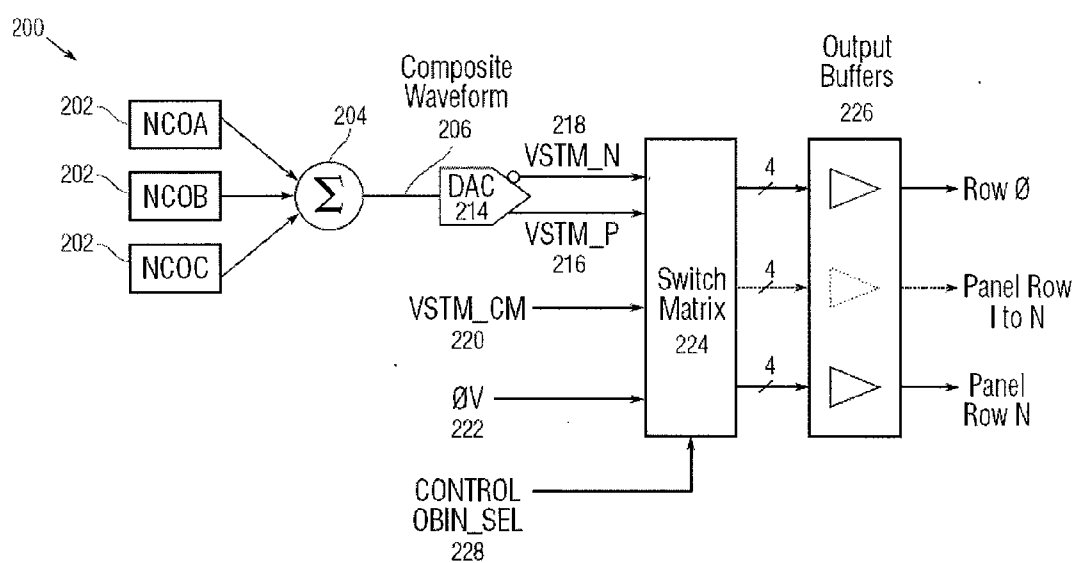 200
202
NCOA
202
NCOB
202
NCOC
204
Σ
Composite
Waveform
206
DAC
214
218
VSTM_N
VSTM_P
216
VSTM_CM
220
ØV
222
CONTROL
OBIN_SEL
228
Switch
Matrix
224
4
4
4
Output
Buffers
226
Row Ø
Panel Row
I to N
Panel
Row N